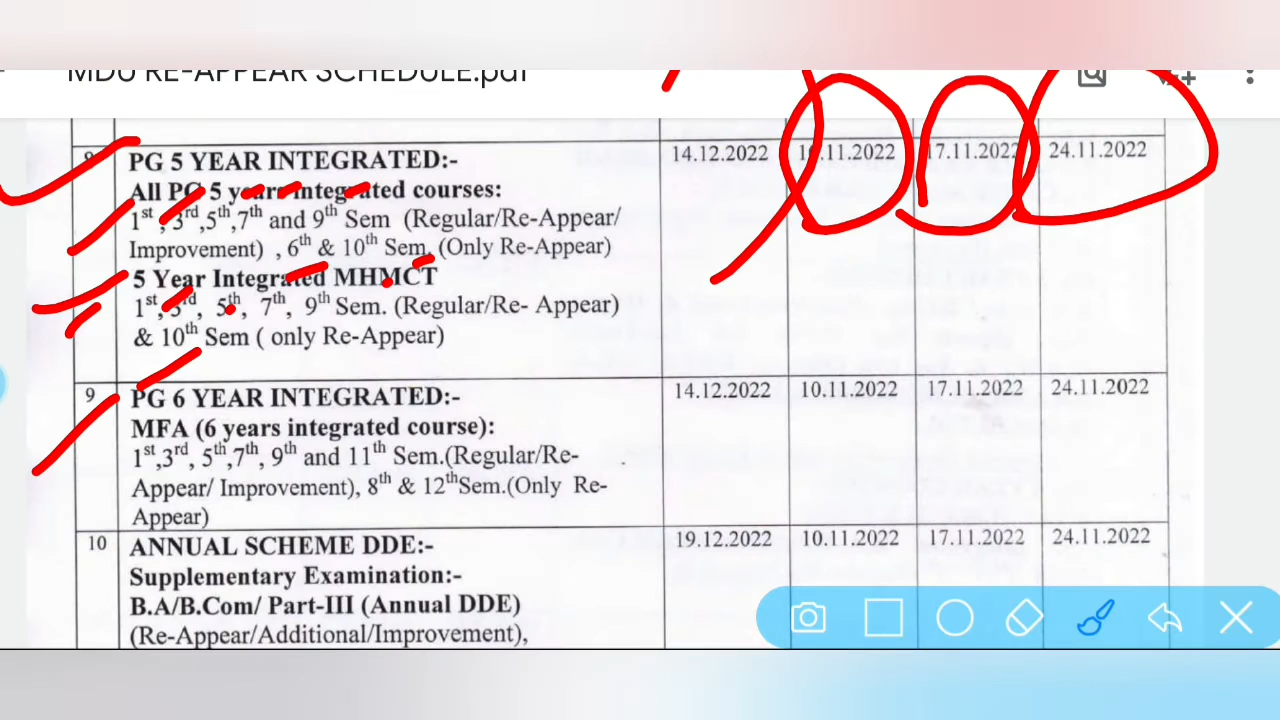 MDU RE-APPEAR SCHEDULE.pdf
PG 5 YEAR INTEGRATED:- 14.12.2022 10.11.2022 17.11.2022 24.11.2022
All PG 5 years integrated courses:
1st, 3rd,5th,7th and 9th Sem (Regular/Re-Appear/
Improvement) , 6th & 10th Sem. (Only Re-Appear)
5 Year Integrated MHMCT
1st, 3rd, 5th, 7th, 9th Sem. (Regular/Re- Appear)
& 10th Sem ( only Re-Appear)
9 PG 6 YEAR INTEGRATED:- 14.12.2022 10.11.2022 17.11.2022 24.11.2022
MFA (6 years integrated course):
1st,3rd, 5th,7th, 9th and 11th Sem.(Regular/Re-
Appear/ Improvement), 8th & 12thSem.(Only Re-
Appear)
10 ANNUAL SCHEME DDE:- 19.12.2022 10.11.2022 17.11.2022 24.11.2022
Supplementary Examination:-
B.A/B.Com/ Part-III (Annual DDE)
(Re-Appear/Additional/Improvement),